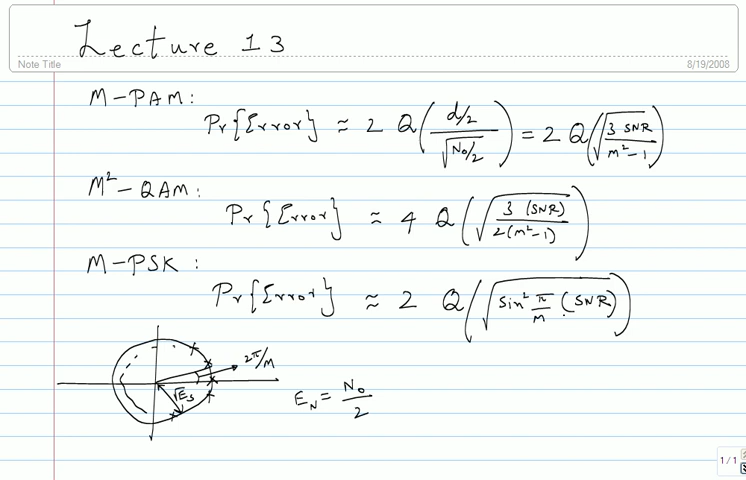 Lecture 13
Note Title
8/19/2008
M-PAM:
Pr{Error} ≈ 2 Q( (d/2) / √(N₀/2) ) = 2 Q( √( 3 SNR / (M²-1) ) )
M²-QAM:
Pr{Error} ≈ 4 Q( √( 3 (SNR) / 2(M²-1) ) )
M-PSK:
Pr{Error} ≈ 2 Q( √( sin² π/M (SNR) ) )
2π/M
√Es
E_N = N₀/2
1/1